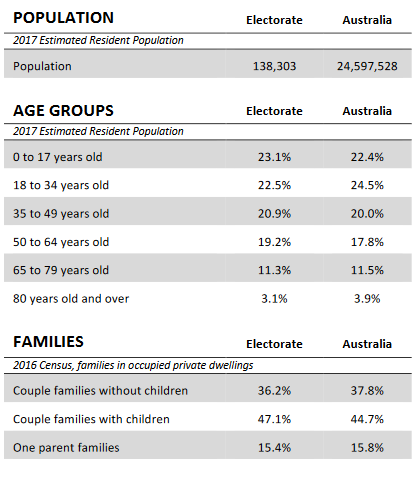 POPULATION Electorate Australia
2017 Estimated Resident Population
Population 138,303 24,597,528
AGE GROUPS Electorate Australia
2017 Estimated Resident Population
0 to 17 years old 23.1% 22.4%
18 to 34 years old 22.5% 24.5%
35 to 49 years old 20.9% 20.0%
50 to 64 years old 19.2% 17.8%
65 to 79 years old 11.3% 11.5%
80 years old and over 3.1% 3.9%
FAMILIES Electorate Australia
2016 Census, families in occupied private dwellings
Couple families without children 36.2% 37.8%
Couple families with children 47.1% 44.7%
One parent families 15.4% 15.8%